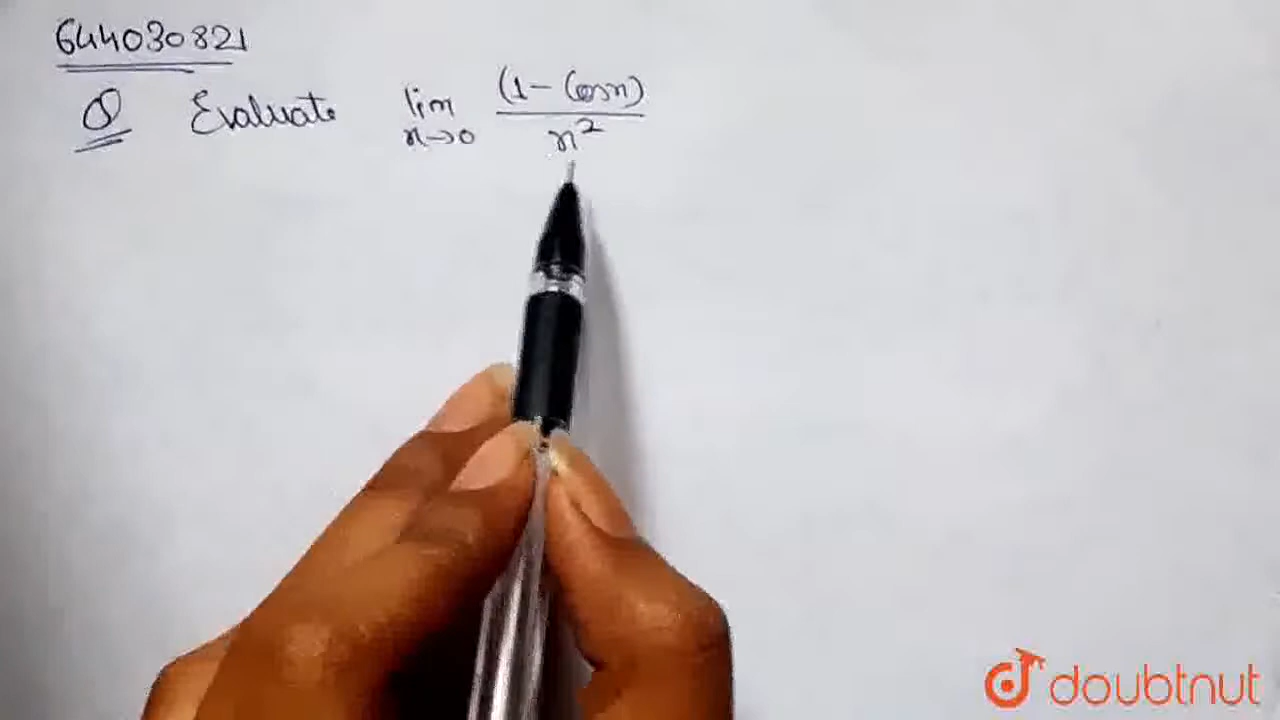 644030821
Q Evaluate lim x→0 (1 - Cosx) / x²
doubtnut